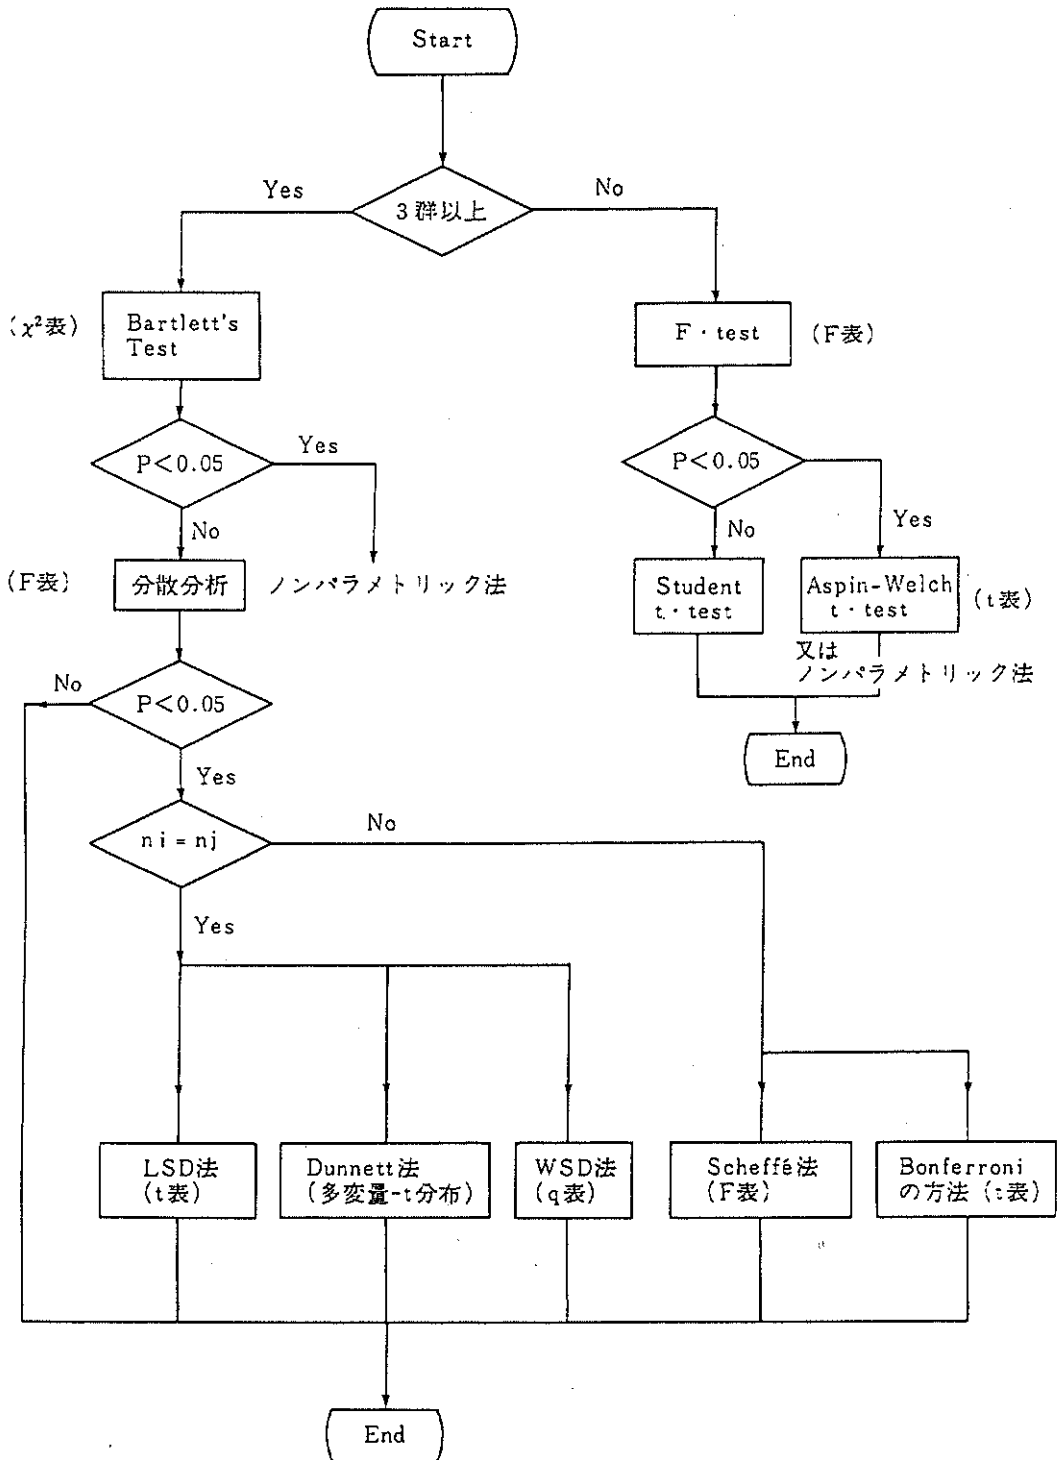 Start
Yes
No
3群以上
(χ²表)
Bartlett's
Test
F・test
(F表)
P<0.05
Yes
P<0.05
No
No
Yes
(F表)
分散分析
ノンパラメトリック法
Student
t・test
Aspin-Welch
t・test
(t表)
又は
ノンパラメトリック法
No
P<0.05
End
Yes
ni=nj
No
Yes
LSD法
(t表)
Dunnett法
(多変量-t分布)
WSD法
(q表)
Scheffé法
(F表)
Bonferroni
の方法(t表)
End